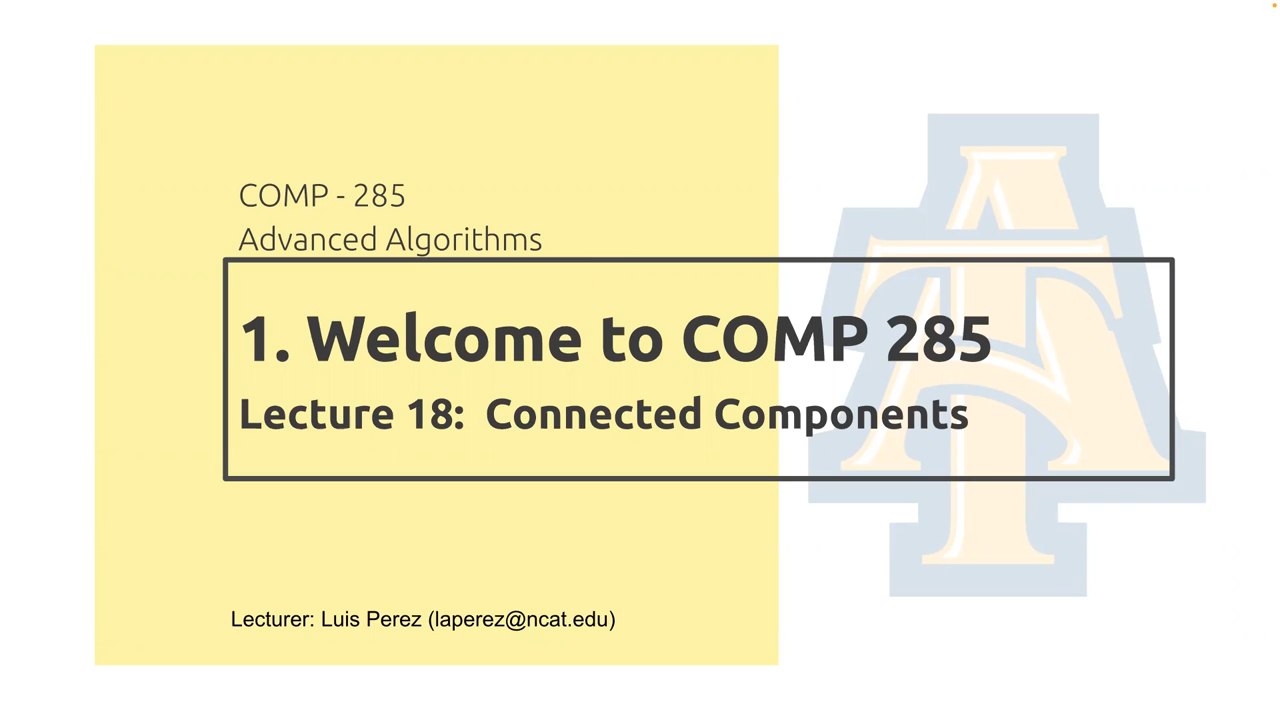 COMP - 285
Advanced Algorithms
1. Welcome to COMP 285
Lecture 18: Connected Components
Lecturer: Luis Perez (laperez@ncat.edu)
AT